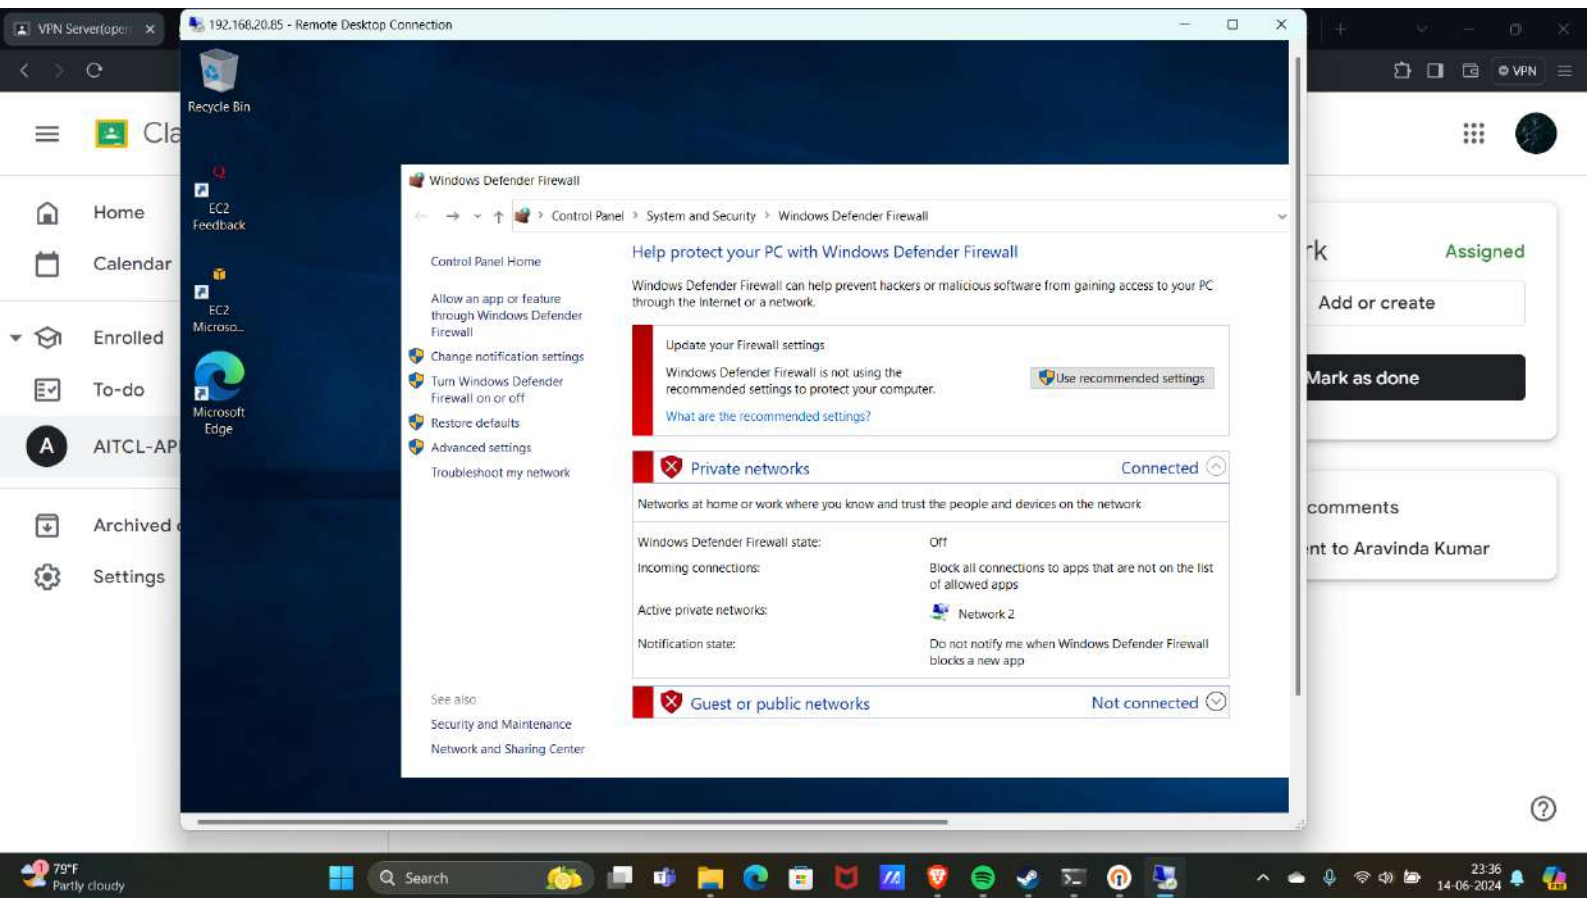 VPN Server(open
192.168.20.85 - Remote Desktop Connection
VPN
Cla
Home
Calendar
Enrolled
To-do
A
AITCL-AP
Archived
Settings
Recycle Bin
EC2
Feedback
EC2
Microso...
Microsoft
Edge
Windows Defender Firewall
Control Panel > System and Security > Windows Defender Firewall
Control Panel Home
Allow an app or feature
through Windows Defender
Firewall
Change notification settings
Turn Windows Defender
Firewall on or off
Restore defaults
Advanced settings
Troubleshoot my network
See also
Security and Maintenance
Network and Sharing Center
Help protect your PC with Windows Defender Firewall
Windows Defender Firewall can help prevent hackers or malicious software from gaining access to your PC
through the Internet or a network.
Update your Firewall settings
Windows Defender Firewall is not using the
recommended settings to protect your computer.
What are the recommended settings?
Use recommended settings
Private networks Connected
Networks at home or work where you know and trust the people and devices on the network
Windows Defender Firewall state: Off
Incoming connections: Block all connections to apps that are not on the list
of allowed apps
Active private networks: Network 2
Notification state: Do not notify me when Windows Defender Firewall
blocks a new app
Guest or public networks Not connected
rk Assigned
Add or create
Mark as done
comments
nt to Aravinda Kumar
1
79°F
Partly cloudy
Search
23:36
14-06-2024